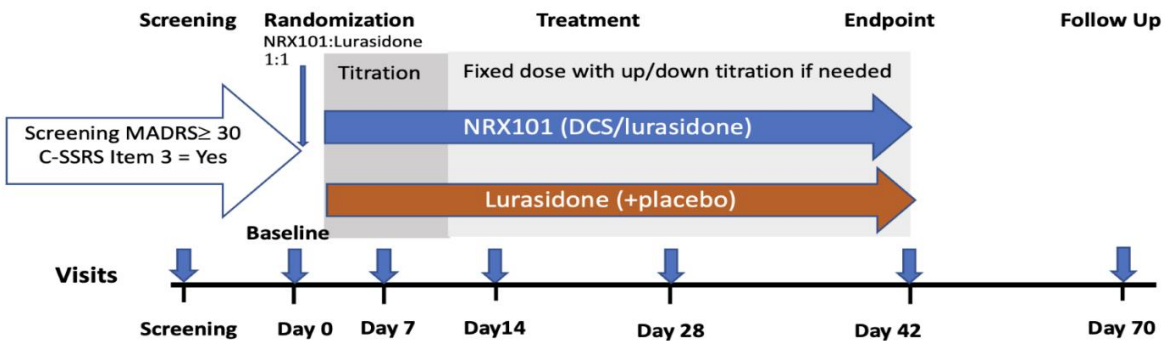 Screening
Randomization
Treatment
Endpoint
Follow Up
NRX101:Lurasidone
1:1
Titration
Fixed dose with up/down titration if needed
Screening MADRS≥ 30
C-SSRS Item 3 = Yes
NRX101 (DCS/lurasidone)
Lurasidone (+placebo)
Baseline
Visits
Screening
Day 0
Day 7
Day14
Day 28
Day 42
Day 70